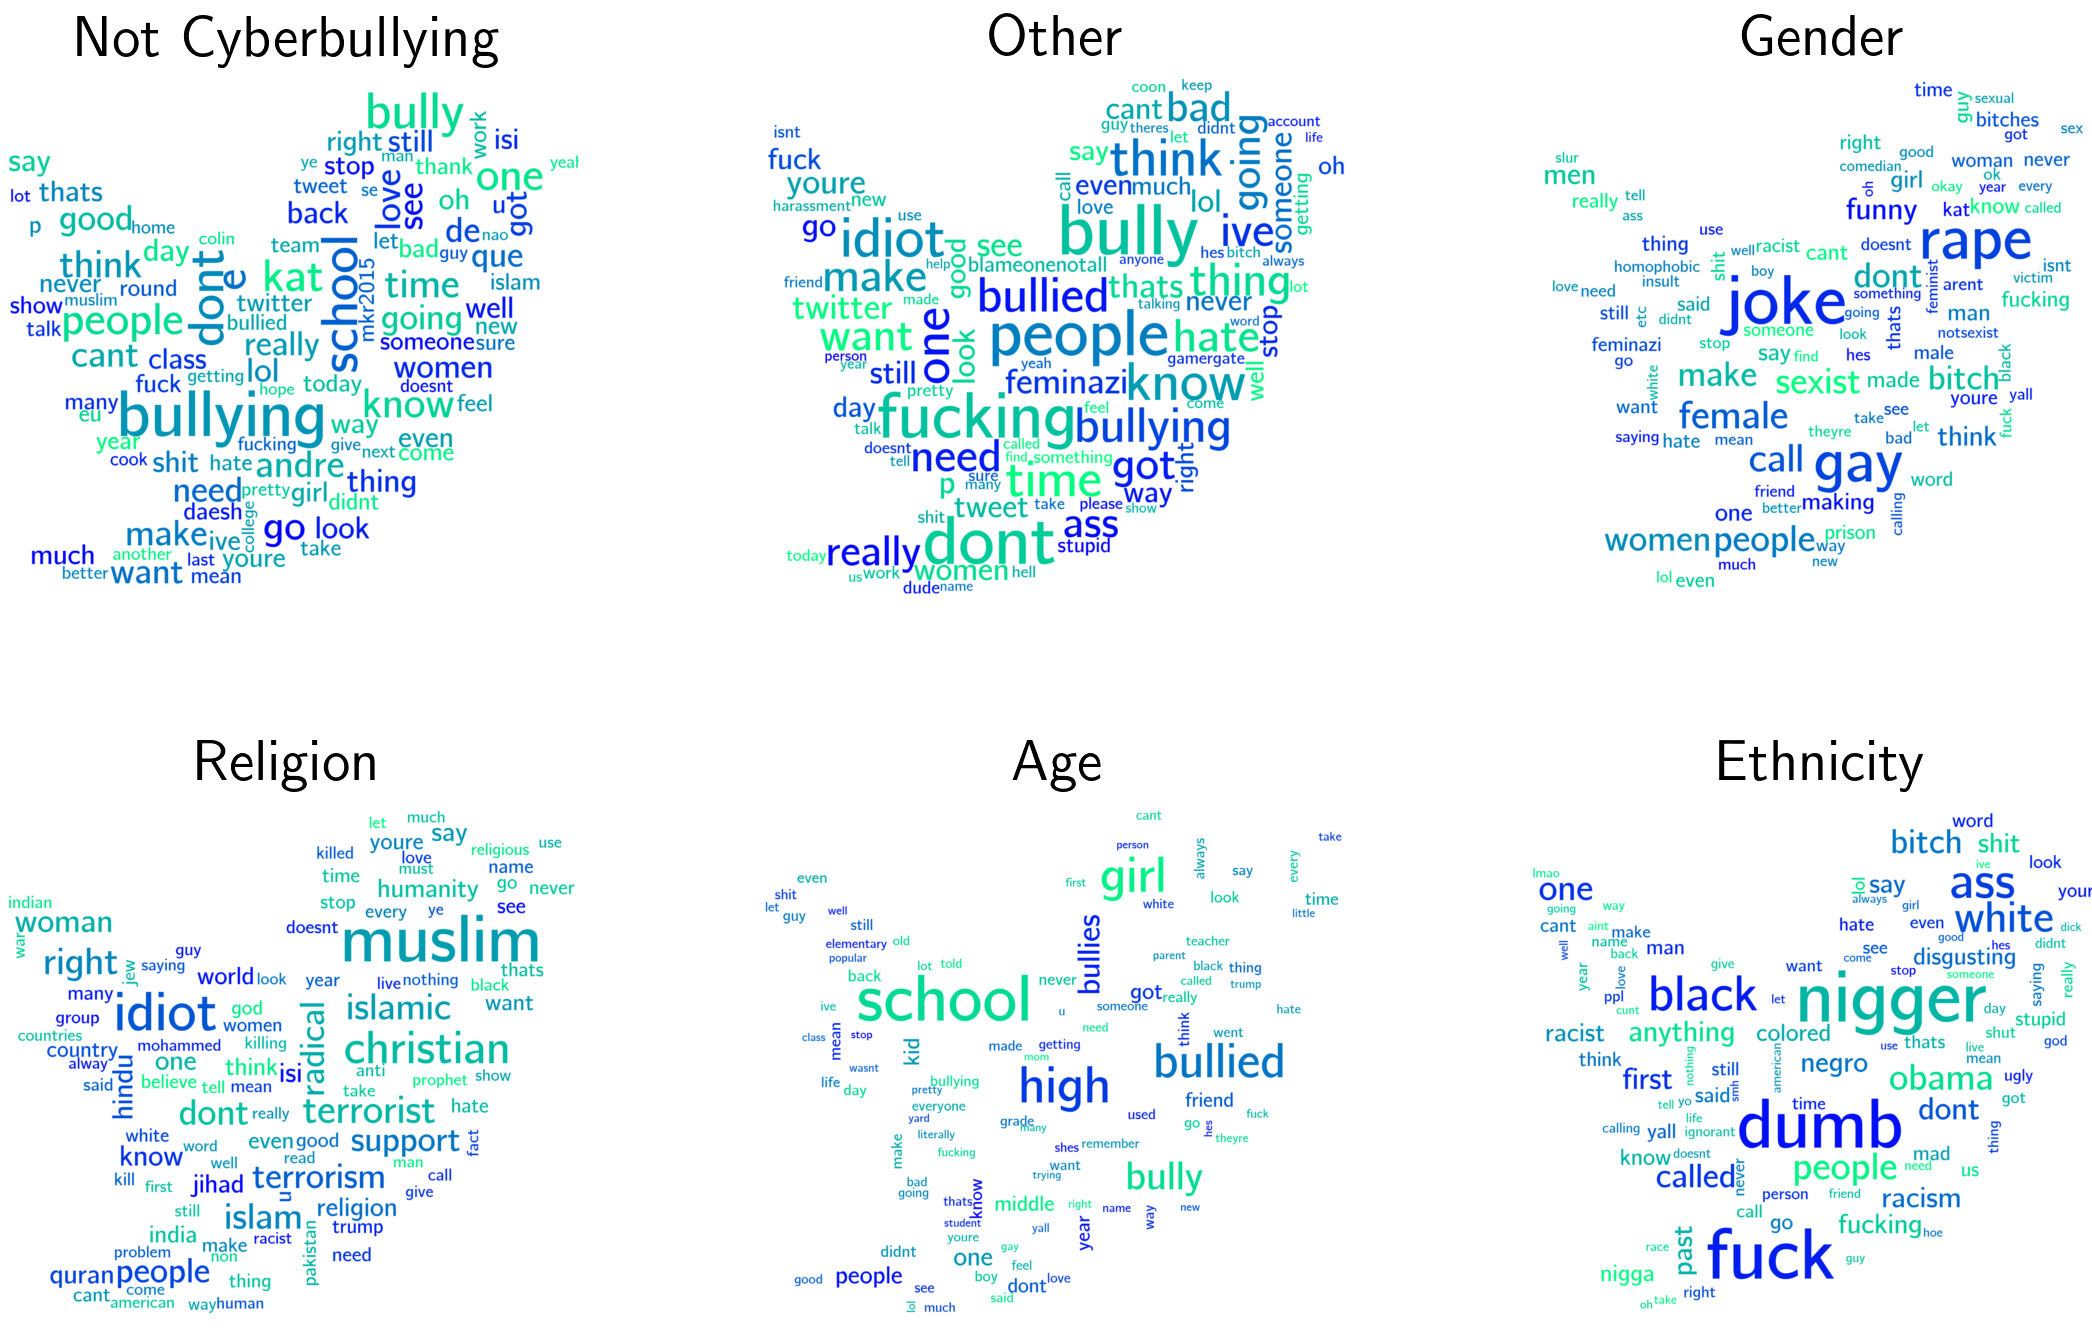 Not Cyberbullying
bully
work
right still
isi
say
ye
stop
man
thank
one
yeah
lot
thats
tweet
se
love
see
oh
u
got
p
good
home
back
de
nao
colin
team
let
bad
guy
que
think
day
dont
e
kat
school
mkr2015
time
islam
never
round
show
muslim
twitter
well
talk
people
bullied
going
new
really
someone
sure
cant
class
lol
women
fuck
getting
hope
today
doesnt
many
bullying
know
feel
eu
way
year
fucking
give
next
even
come
cook
shit
hate
andre
thing
need
pretty
girl
didnt
daesh
college
go
look
make
ive
much
another
last
youre
take
better
want
mean
Other
coon
keep
cant
bad
guy
theres
let
didnt
going
account
life
isnt
fuck
say
think
someone
oh
youre
call
even
much
lol
getting
harassment
new
love
go
use
idiot
good
see
bully
ive
anyone
hes
bitch
always
help
blameonenotall
friend
make
bullied
thats
thing
lot
twitter
made
talking
never
want
one
look
people
hate
word
stop
person
year
yeah
gamergate
still
pretty
feminazi
know
well
day
fucking
feel
come
talk
bullying
doesnt
called
tell
need
find
something
got
right
sure
p
many
time
way
tweet
take
please
show
shit
dont
ass
today
really
stupid
us
work
women
hell
dude
name
Gender
time
guy
sexual
bitches
got
sex
right
good
woman
never
slur
men
comedian
ok
girl
oh
okay
year
every
really
tell
ass
funny
kat
know
called
use
thing
well
racist
cant
doesnt
rape
homophobic
shit
boy
dont
feminist
isnt
victim
love
need
insult
joke
something
arent
fucking
still
etc
said
didnt
going
thats
man
someone
look
notsexist
feminazi
stop
say
find
hes
male
black
go
white
make
sexist
made
bitch
youre
yall
want
female
take
see
let
fuck
saying
hate
mean
theyre
bad
think
call
gay
word
friend
making
calling
one
better
women
people
way
prison
much
new
lol
even
Religion
let
much
youre
say
killed
love
religious
use
time
must
name
humanity
go
never
indian
stop
every
ye
see
woman
doesnt
muslim
war
guy
right
jew
saying
world
look
year
live
nothing
thats
black
many
idiot
god
islamic
want
group
women
radical
countries
mohammed
killing
christian
country
alway
one
think
isi
anti
said
hindu
believe
tell
mean
take
prophet
show
dont
really
terrorist
hate
white
word
even
good
support
fact
know
well
read
man
kill
first
jihad
terrorism
call
give
u
still
islam
religion
india
make
racist
pakistan
trump
problem
non
need
quran
people
thing
cant
come
american
way
human
Age
cant
take
person
always
even
first
girl
say
every
shit
let
guy
well
white
look
time
little
still
bullies
elementary
old
teacher
popular
parent
back
lot
told
black
thing
school
never
called
trump
got
really
ive
u
someone
hate
class
mean
stop
need
think
went
kid
made
getting
mom
bullied
wasnt
life
day
pretty
bullying
high
everyone
friend
yard
grade
many
used
fuck
go
hes
theyre
literally
make
fucking
shes
remember
want
trying
bully
bad
going
thats
know
middle
right
name
way
new
student
yall
year
youre
didnt
gay
one
feel
good
people
boy
see
dont
love
said
lol
much
Ethnicity
word
bitch
shit
lmao
ive
look
one
lol
say
ass
your
going
way
always
girl
white
cant
aint
make
hate
even
dick
name
well
back
man
good
hes
didnt
see
come
disgusting
year
love
give
want
stop
someone
saying
really
ppl
black
let
nigger
day
cunt
stupid
racist
anything
colored
use
thats
shut
god
live
think
nothing
american
mean
first
still
negro
obama
ugly
tell
yo
said
smh
time
got
life
dumb
dont
calling
yall
ignorant
thing
know
doesnt
mad
called
never
people
need
us
person
friend
racism
call
go
fucking
hoe
race
past
fuck
guy
nigga
right
oh
take